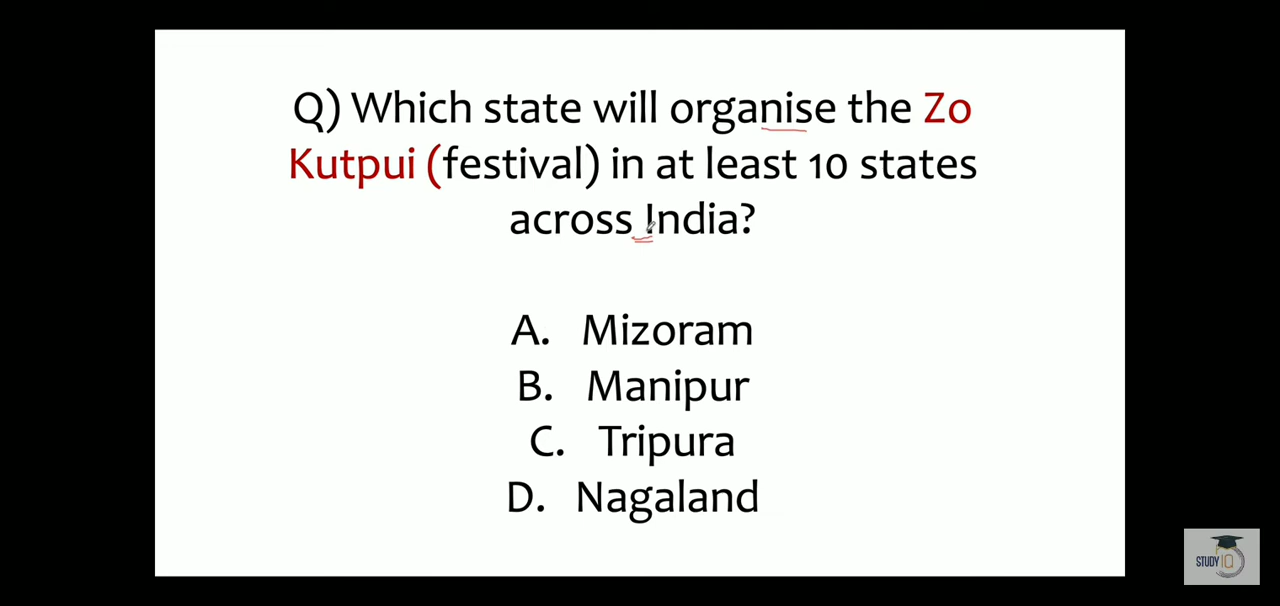 Q) Which state will organise the Zo
Kutpui (festival) in at least 10 states
across India?
A. Mizoram
B. Manipur
C. Tripura
D. Nagaland
STUDY IQ